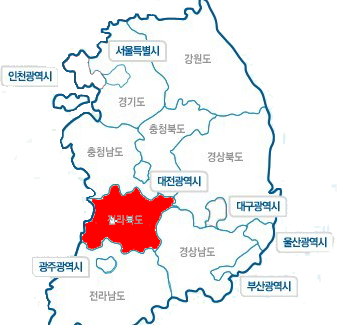 서울특별시
강원도
인천광역시
경기도
충청북도
충청남도
경상북도
대전광역시
전라북도
대구광역시
울산광역시
경상남도
광주광역시
부산광역시
전라남도